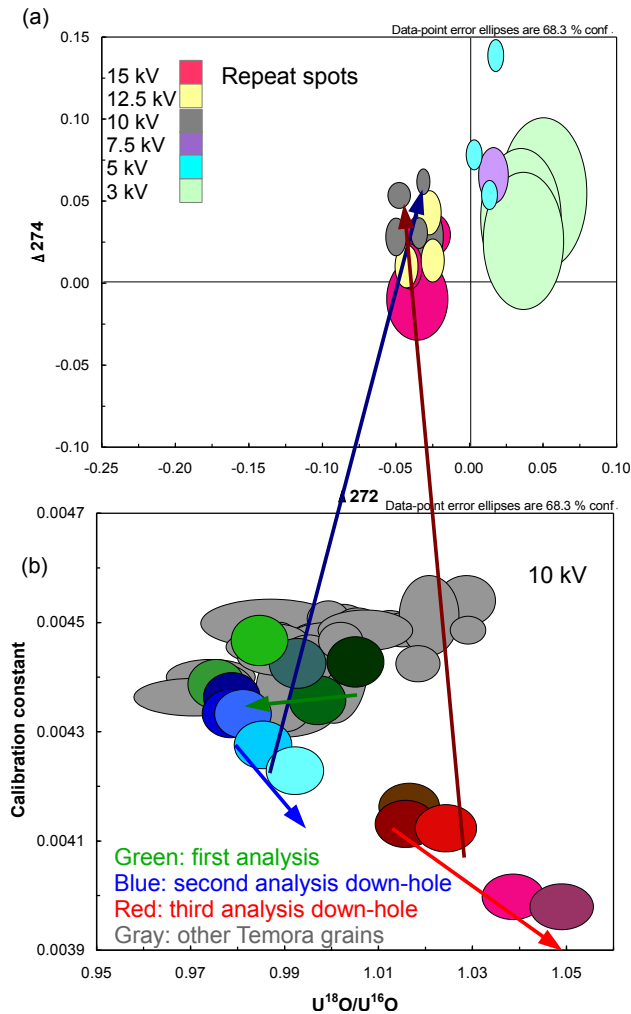 (a)
Data-point error ellipses are 68.3 % conf.
0.15
0.10
0.05
0.00
-0.05
-0.10
Δ 274
15 kV
12.5 kV
10 kV
7.5 kV
5 kV
3 kV
Repeat spots
-0.25 -0.20 -0.15 -0.10 -0.05 0.00 0.05 0.10
Δ 272
Data-point error ellipses are 68.3 % conf.
(b)
10 kV
0.0047
0.0045
0.0043
0.0041
0.0039
Calibration constant
Green: first analysis
Blue: second analysis down-hole
Red: third analysis down-hole
Gray: other Temora grains
0.95 0.97 0.99 1.01 1.03 1.05
U¹⁸O/U¹⁶O